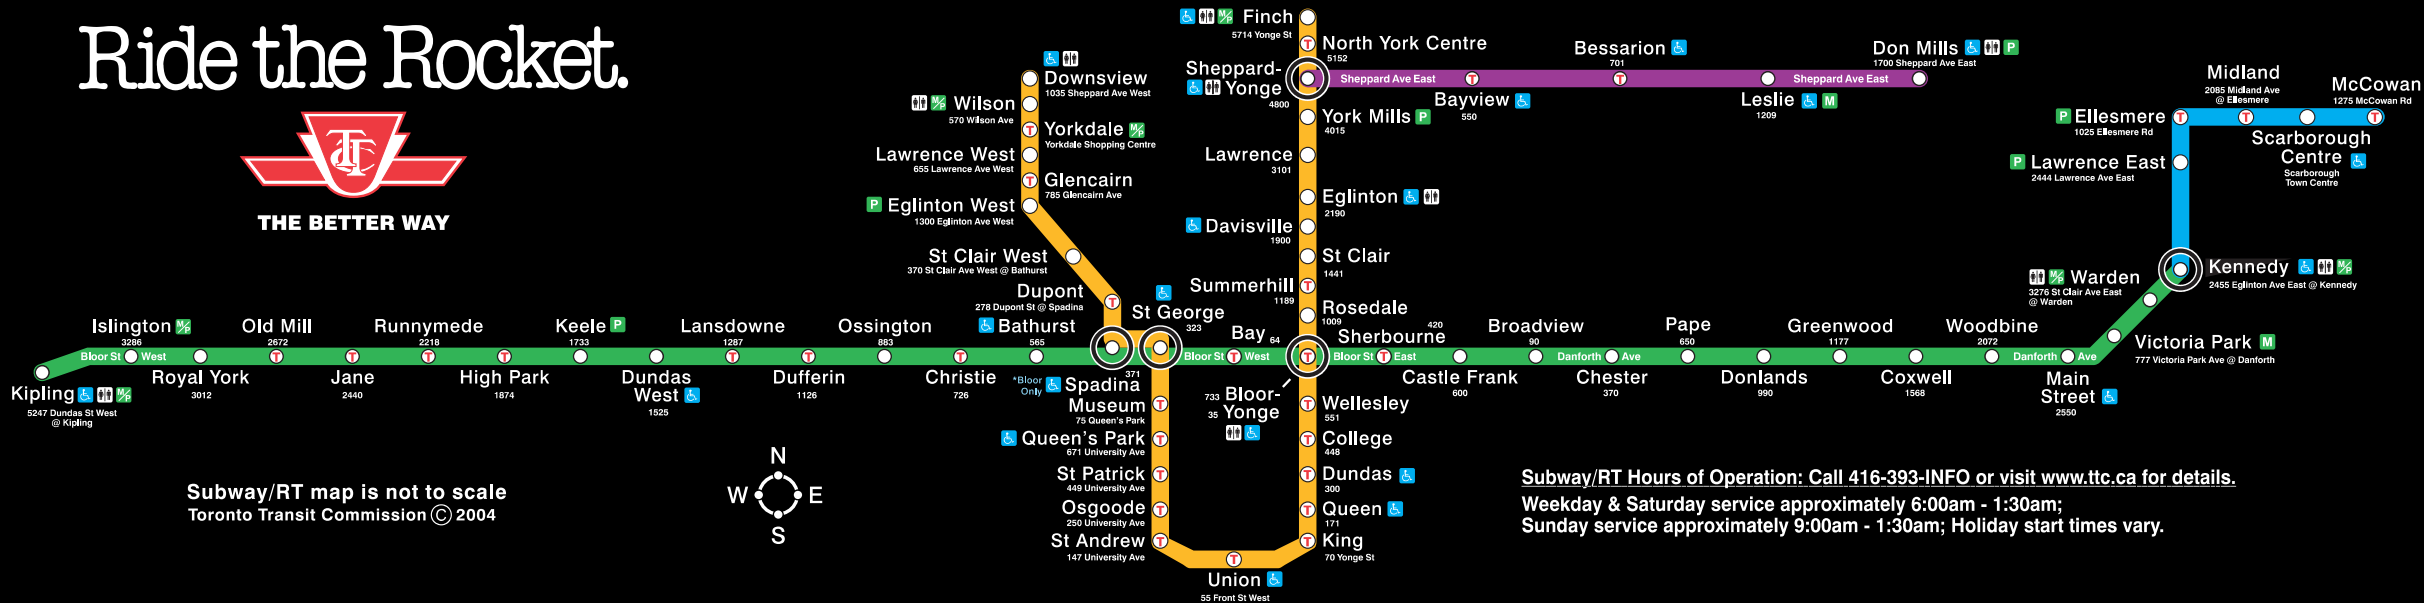 Ride the Rocket.
TTC
THE BETTER WAY
Subway/RT map is not to scale
Toronto Transit Commission © 2004
N
W E
S
Downsview
1035 Sheppard Ave West
Wilson
570 Wilson Ave
Yorkdale
Yorkdale Shopping Centre
Lawrence West
655 Lawrence Ave West
Glencairn
785 Glencairn Ave
Eglinton West
1300 Eglinton Ave West
St Clair West
370 St Clair Ave West @ Bathurst
Dupont
278 Dupont St @ Spadina
St George
323
*Bloor
Only
371
Spadina
Museum
75 Queen's Park
Queen's Park
671 University Ave
St Patrick
449 University Ave
Osgoode
250 University Ave
St Andrew
147 University Ave
Union
55 Front St West
King
70 Yonge St
Queen
171
Dundas
300
College
448
Wellesley
551
733 Bloor-
35 Yonge
Rosedale
1009
Summerhill
1189
St Clair
1441
Davisville
1900
Eglinton
2190
Lawrence
3101
York Mills P
4015
Sheppard-
Yonge
4800
North York Centre
5152
Finch
5714 Yonge St
Sheppard Ave East
Bayview
550
Bessarion
701
Leslie M
1209
Sheppard Ave East
Don Mills P
1700 Sheppard Ave East
Kipling
5247 Dundas St West
@ Kipling
Islington
3286
Bloor St West
Royal York
3012
Old Mill
2672
Jane
2440
Runnymede
2218
High Park
1874
Keele P
1733
Dundas
West
1525
Lansdowne
1287
Dufferin
1126
Ossington
883
Christie
726
Bathurst
565
Bay 64
Bloor St West
Sherbourne
420
Bloor St East
Castle Frank
600
Broadview
90
Danforth Ave
Chester
370
Pape
650
Donlands
990
Greenwood
1177
Coxwell
1568
Woodbine
2072
Danforth Ave
Main
Street
2550
Victoria Park M
777 Victoria Park Ave @ Danforth
Warden
3276 St Clair Ave East
@ Warden
Kennedy
2455 Eglinton Ave East @ Kennedy
P Lawrence East
2444 Lawrence Ave East
P Ellesmere
1025 Ellesmere Rd
Midland
2085 Midland Ave
@ Ellesmere
Scarborough
Centre
Scarborough
Town Centre
McCowan
1275 McCowan Rd
Subway/RT Hours of Operation: Call 416-393-INFO or visit www.ttc.ca for details.
Weekday & Saturday service approximately 6:00am - 1:30am;
Sunday service approximately 9:00am - 1:30am; Holiday start times vary.